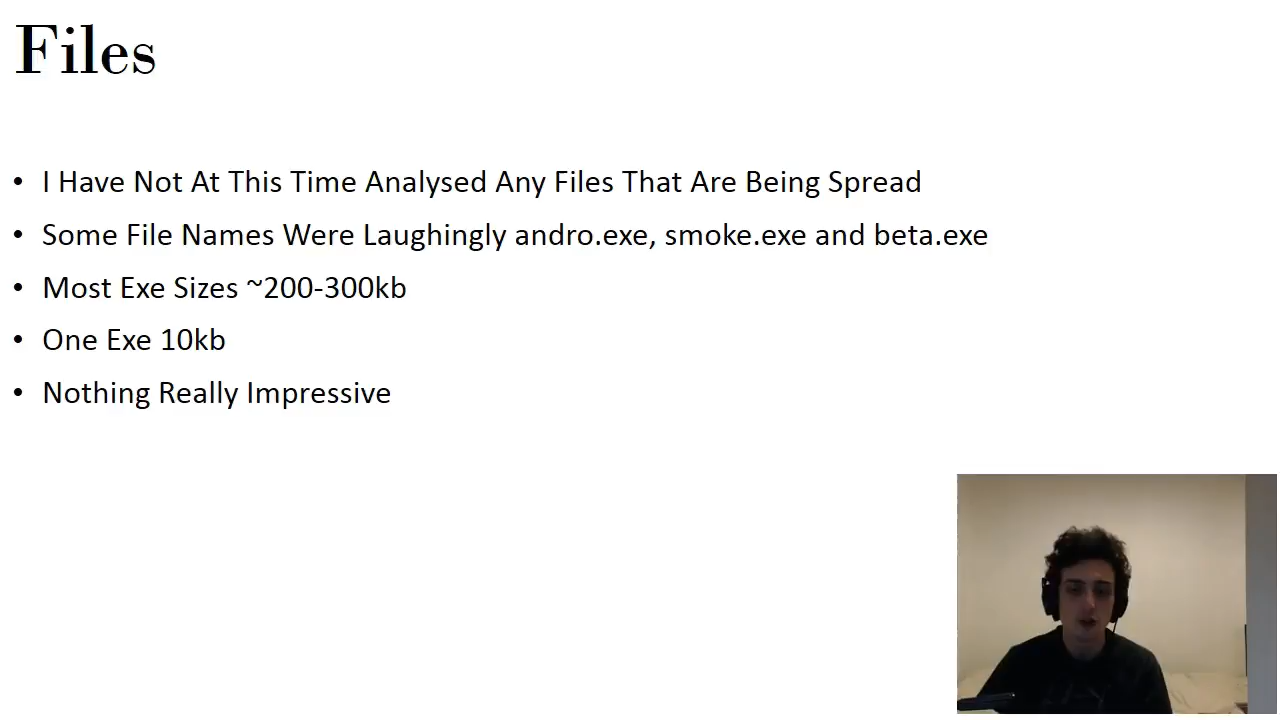 Files
• I Have Not At This Time Analysed Any Files That Are Being Spread
• Some File Names Were Laughingly andro.exe, smoke.exe and beta.exe
• Most Exe Sizes ~200-300kb
• One Exe 10kb
• Nothing Really Impressive